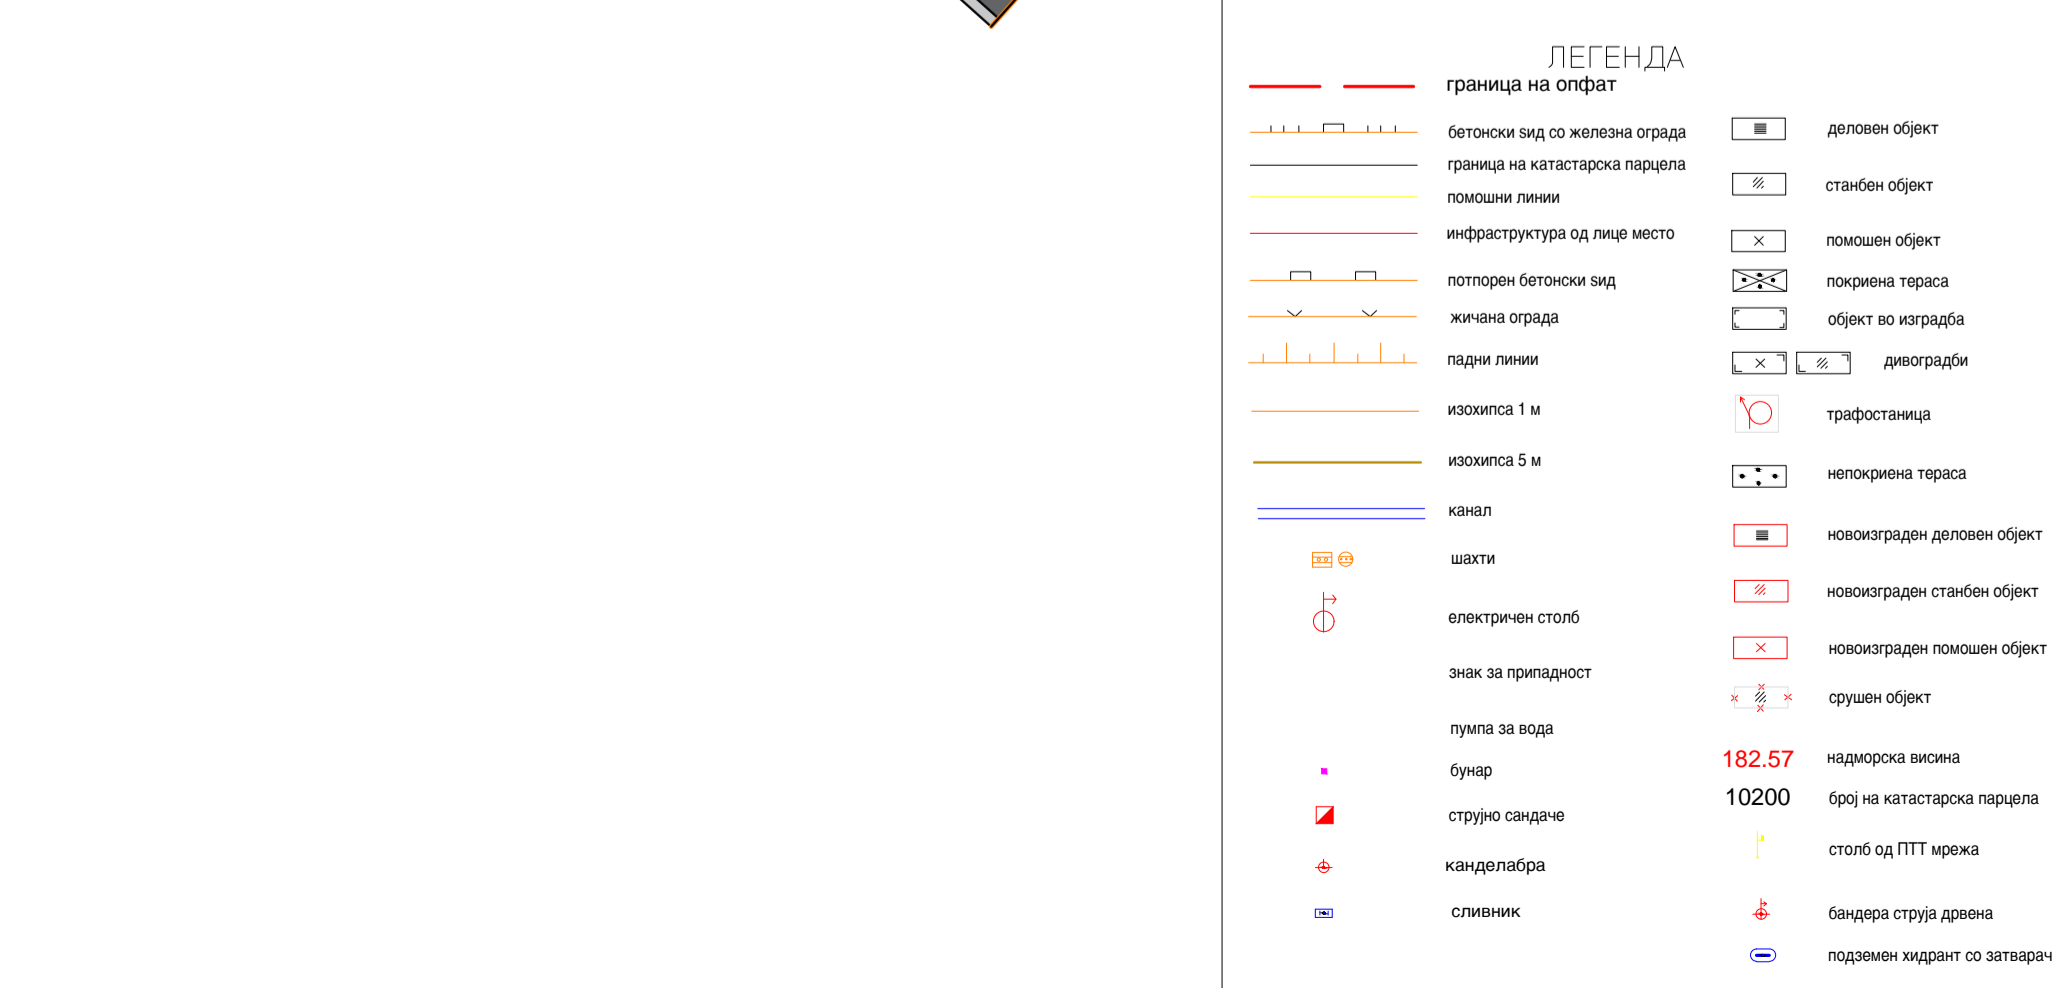 ЛЕГЕНДА
граница на опфат
бетонски ѕид со железна ограда
граница на катастарска парцела
помошни линии
инфраструктура од лице место
потпорен бетонски ѕид
жичана ограда
падни линии
изохипса 1 м
изохипса 5 м
канал
шахти
електричен столб
знак за припадност
пумпа за вода
бунар
струјно сандаче
канделабра
сливник
деловен објект
станбен објект
помошен објект
покриена тераса
објект во изградба
дивоградби
трафостаница
непокриена тераса
новоизграден деловен објект
новоизграден станбен објект
новоизграден помошен објект
срушен објект
182.57 надморска висина
10200 број на катастарска парцела
столб од ПТТ мрежа
бандера струја дрвена
подземен хидрант со затварач